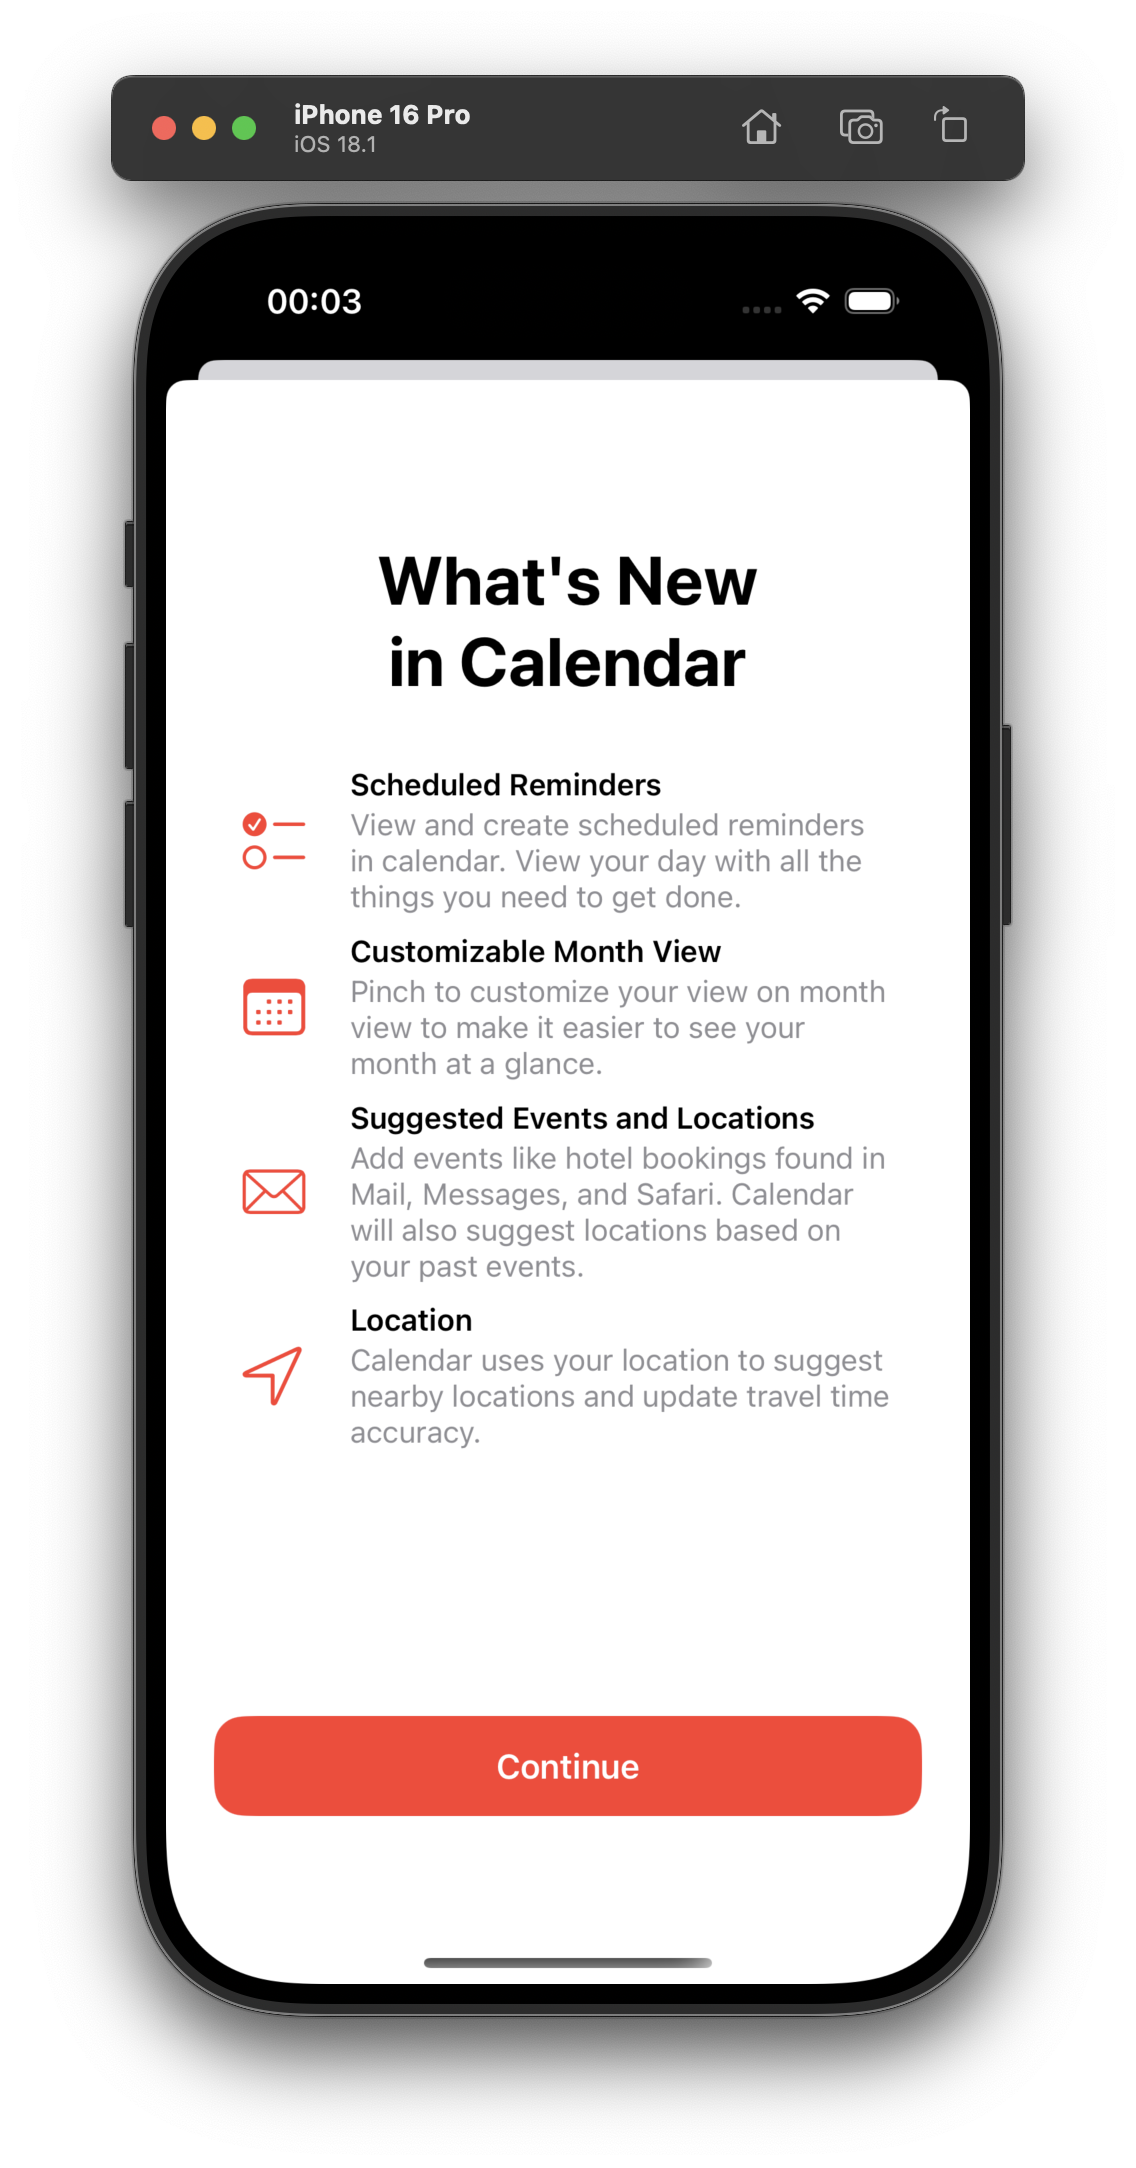 iPhone 16 Pro
iOS 18.1
00:03
What's New
in Calendar
Scheduled Reminders
View and create scheduled reminders
in calendar. View your day with all the
things you need to get done.
Customizable Month View
Pinch to customize your view on month
view to make it easier to see your
month at a glance.
Suggested Events and Locations
Add events like hotel bookings found in
Mail, Messages, and Safari. Calendar
will also suggest locations based on
your past events.
Location
Calendar uses your location to suggest
nearby locations and update travel time
accuracy.
Continue